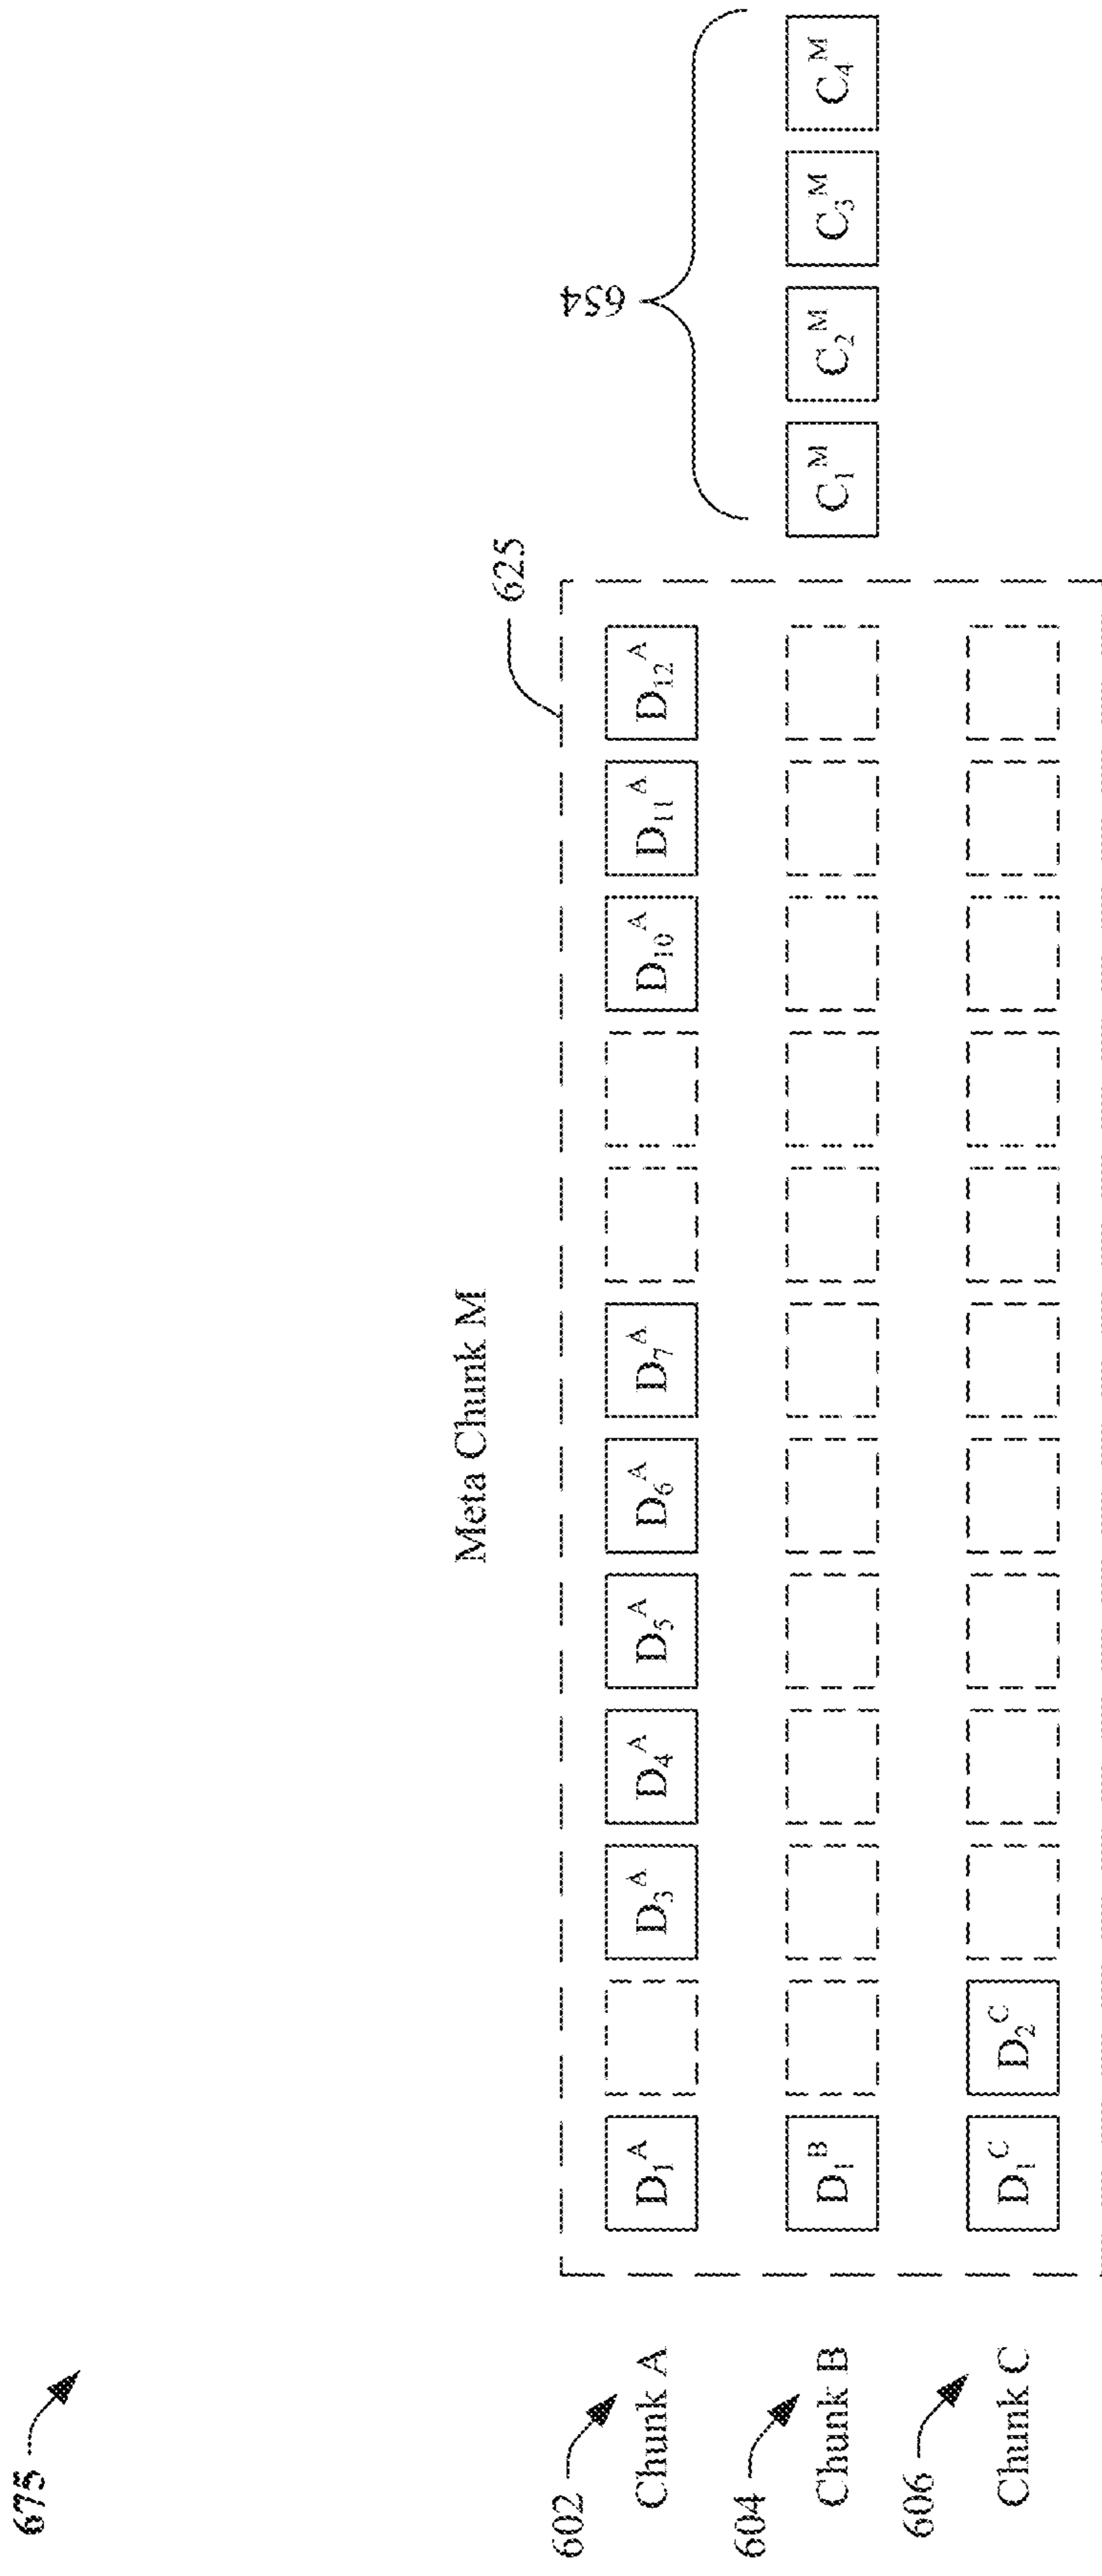 675
Meta Chunk M
625
654
602
Chunk A
D₁ᴬ D₃ᴬ D₄ᴬ D₅ᴬ D₆ᴬ D₇ᴬ D₁₀ᴬ D₁₁ᴬ D₁₂ᴬ
604
Chunk B
D₁ᴮ C₁ᴹ C₂ᴹ C₃ᴹ C₄ᴹ
606
Chunk C
D₁ᶜ D₂ᶜ